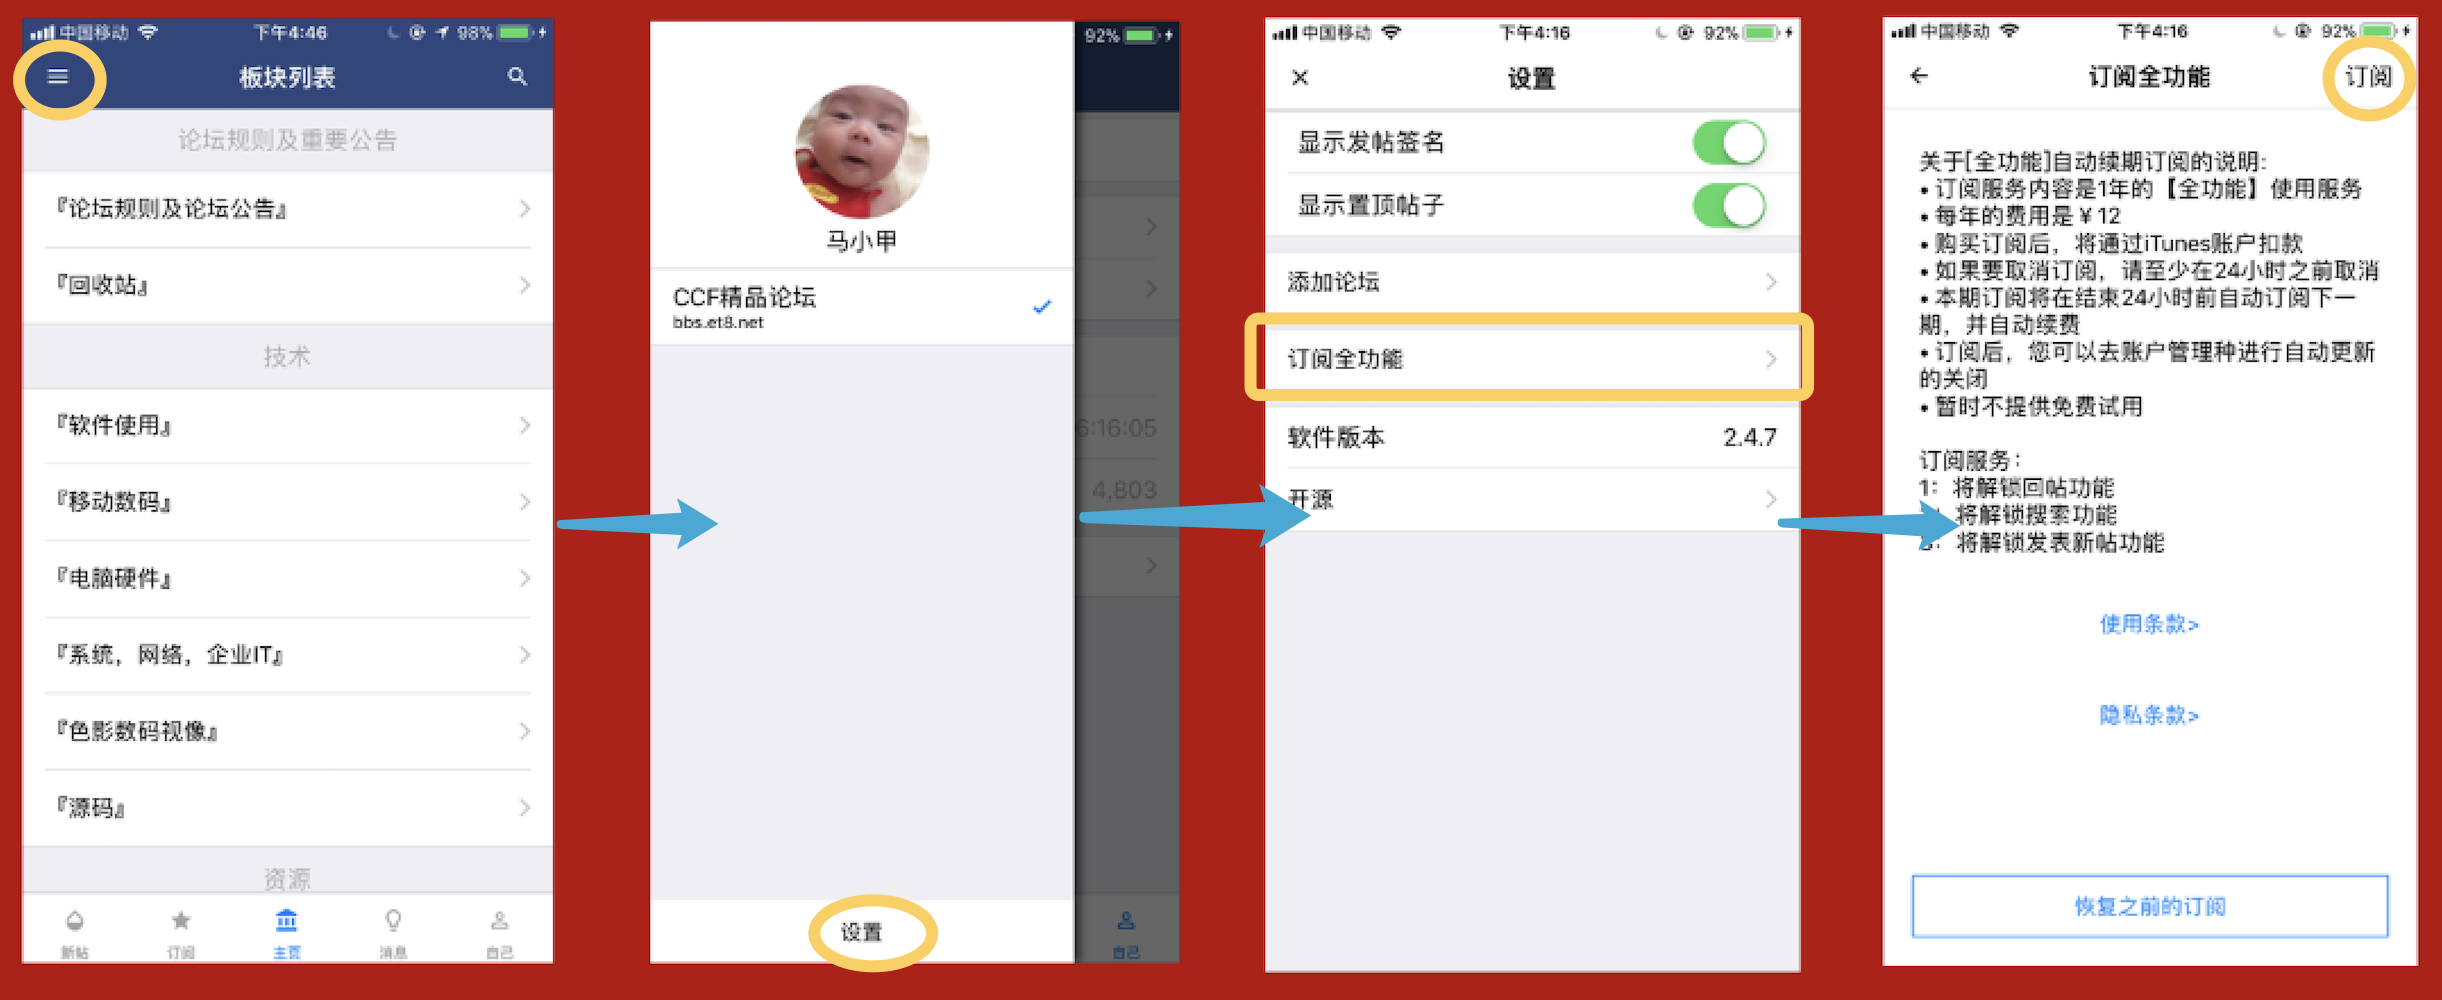 中国移动
下午4:46
98%
板块列表
论坛规则及重要公告
『论坛规则及论坛公告』
『回收站』
技术
『软件使用』
『移动数码』
『电脑硬件』
『系统，网络，企业IT』
『色影数码视像』
『源码』
资源
新帖
订阅
主页
消息
自己
92%
马小甲
CCF精品论坛
bbs.et8.net
6:16:05
4,803
设置
自己
中国移动
下午4:16
92%
设置
显示发帖签名
显示置顶帖子
添加论坛
订阅全功能
软件版本
2.4.7
开源
中国移动
下午4:16
92%
订阅全功能
订阅
关于[全功能]自动续期订阅的说明:
• 订阅服务内容是1年的【全功能】使用服务
• 每年的费用是￥12
• 购买订阅后，将通过iTunes账户扣款
• 如果要取消订阅，请至少在24小时之前取消
• 本期订阅将在结束24小时前自动订阅下一
期，并自动续费
• 订阅后，您可以去账户管理种进行自动更新
的关闭
• 暂时不提供免费试用
订阅服务：
1：将解锁回帖功能
将解锁搜索功能
将解锁发表新帖功能
使用条款>
隐私条款>
恢复之前的订阅